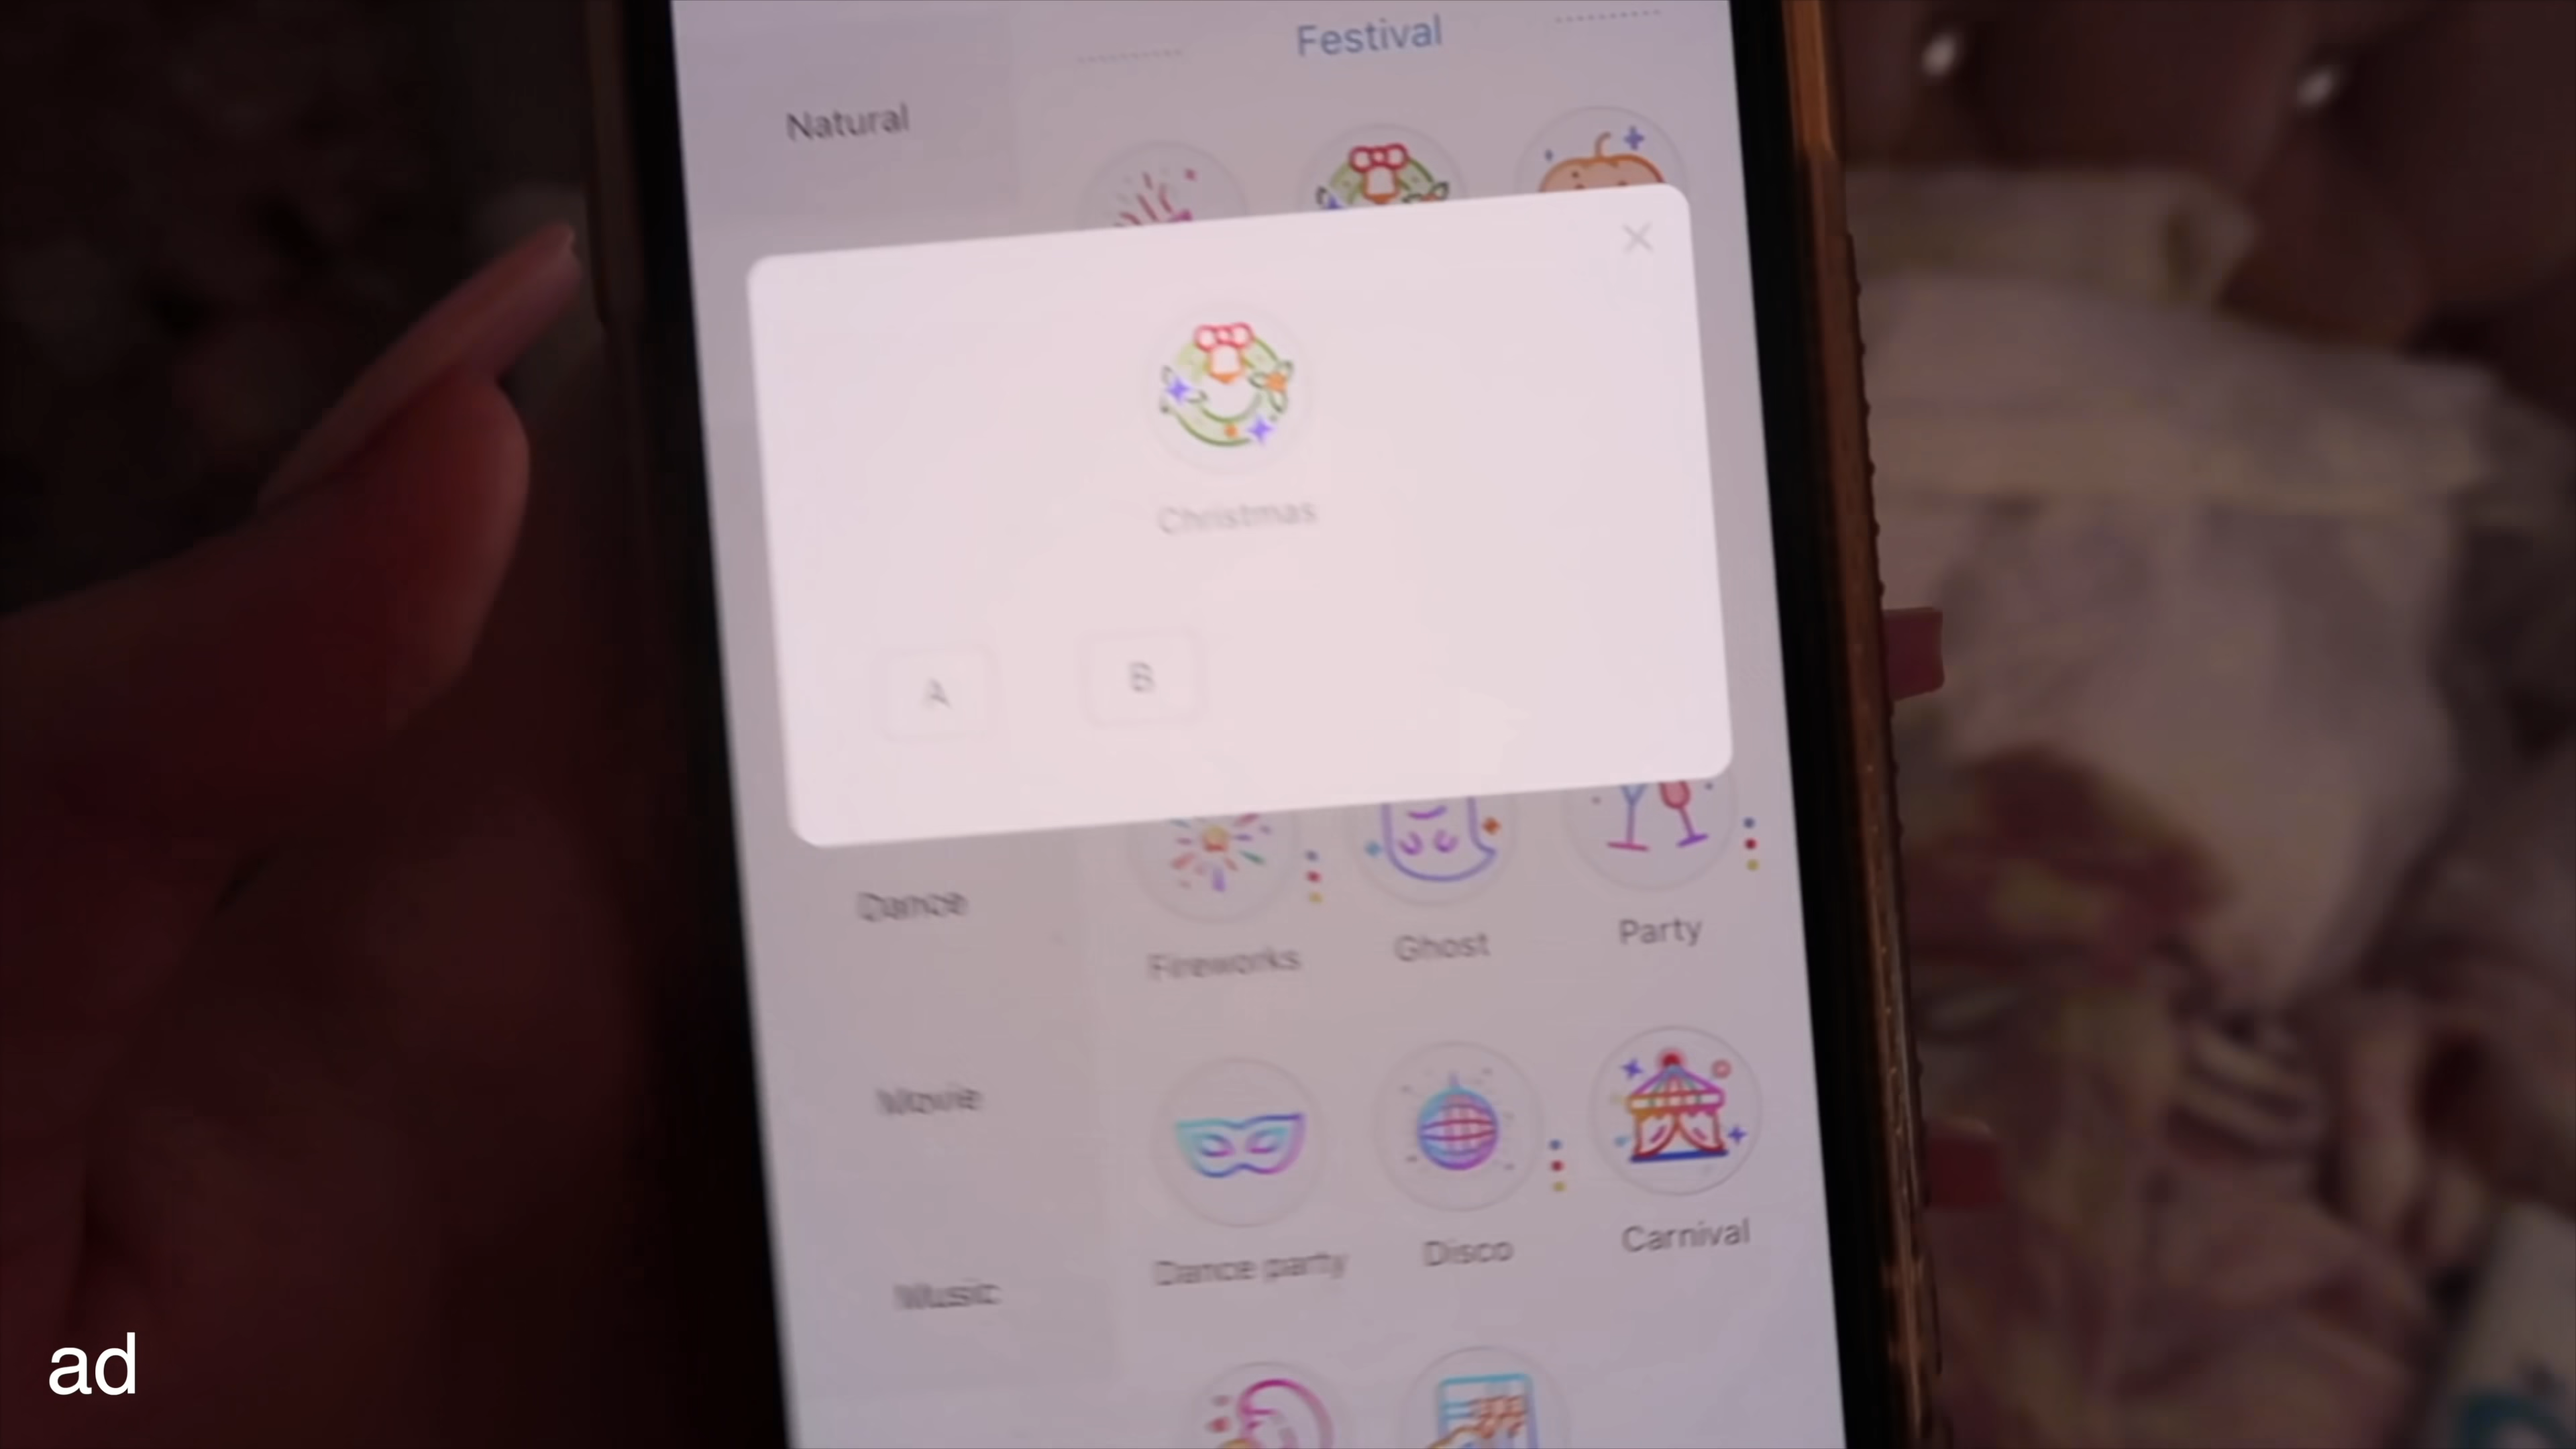 Festival
Natural
Christmas
A B
Dance
Fireworks Ghost Party
Movie
Dance party Disco Carnival
Music
ad